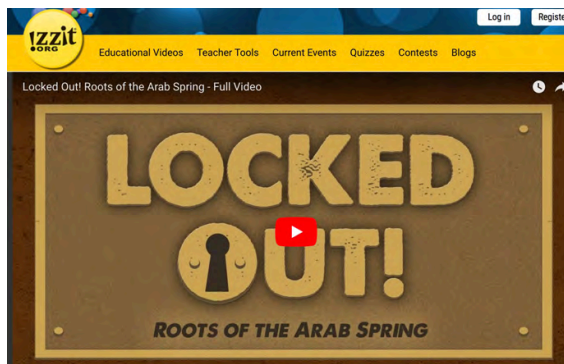 Log in Registe
!zzit
.ORG
Educational Videos Teacher Tools Current Events Quizzes Contests Blogs
Locked Out! Roots of the Arab Spring - Full Video
LOCKED
OUT!
ROOTS OF THE ARAB SPRING